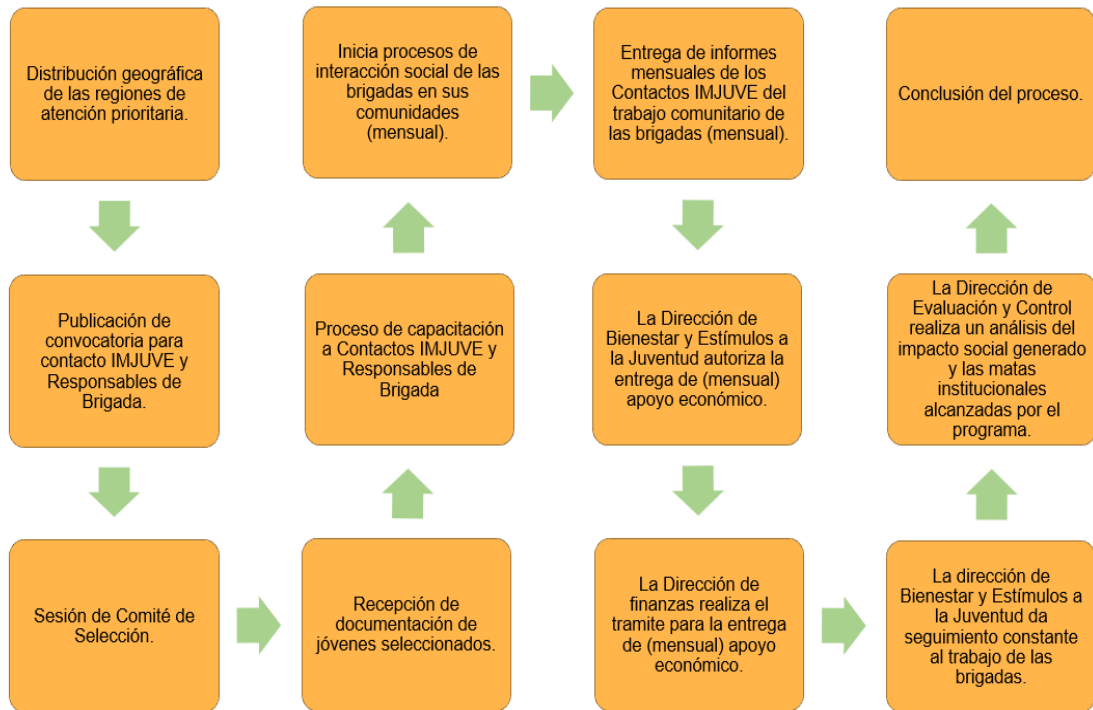 Distribución geográfica
de las regiones de
atención prioritaria.
Publicación de
convocatoria para
contacto IMJUVE y
Responsables de
Brigada.
Sesión de Comité de
Selección.
Recepción de
documentación de
jóvenes seleccionados.
Proceso de capacitación
a Contactos IMJUVE y
Responsables de
Brigada
Inicia procesos de
interacción social de las
brigadas en sus
comunidades
(mensual).
Entrega de informes
mensuales de los
Contactos IMJUVE del
trabajo comunitario de
las brigadas (mensual).
La Dirección de
Bienestar y Estímulos a
la Juventud autoriza la
entrega de (mensual)
apoyo económico.
La Dirección de
finanzas realiza el
tramite para la entrega
de (mensual) apoyo
económico.
La dirección de
Bienestar y Estímulos a
la Juventud da
seguimiento constante
al trabajo de las
brigadas.
La Dirección de
Evaluación y Control
realiza un análisis del
impacto social generado
y las matas
institucionales
alcanzadas por el
programa.
Conclusión del proceso.